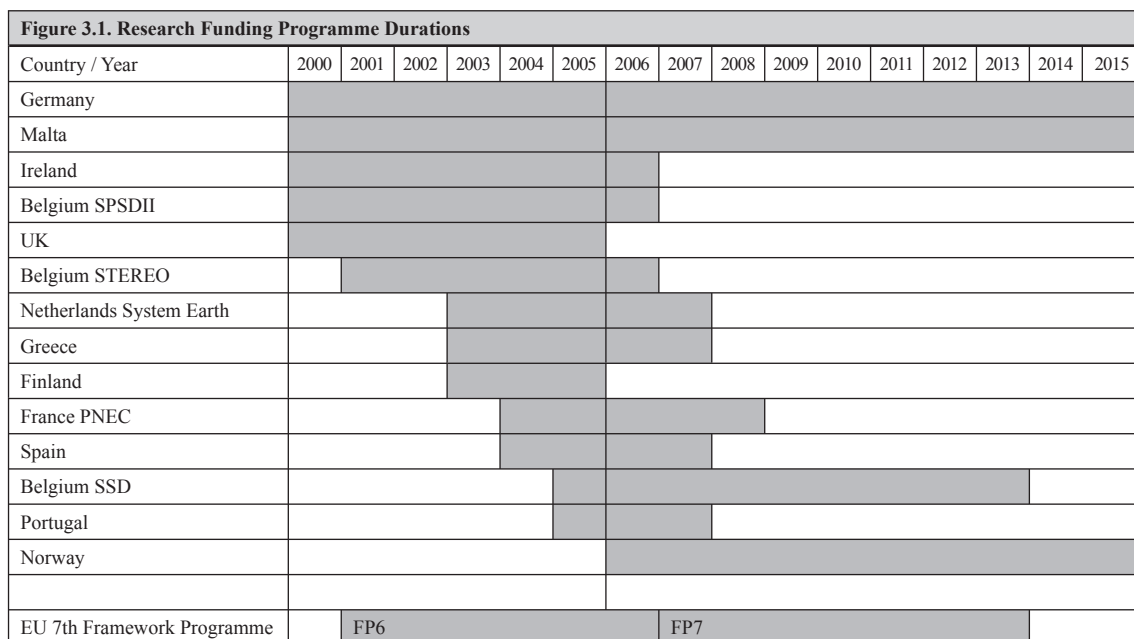 Figure 3.1. Research Funding Programme Durations
Country / Year 2000 2001 2002 2003 2004 2005 2006 2007 2008 2009 2010 2011 2012 2013 2014 2015
Germany
Malta
Ireland
Belgium SPSDII
UK
Belgium STEREO
Netherlands System Earth
Greece
Finland
France PNEC
Spain
Belgium SSD
Portugal
Norway
EU 7th Framework Programme FP6 FP7